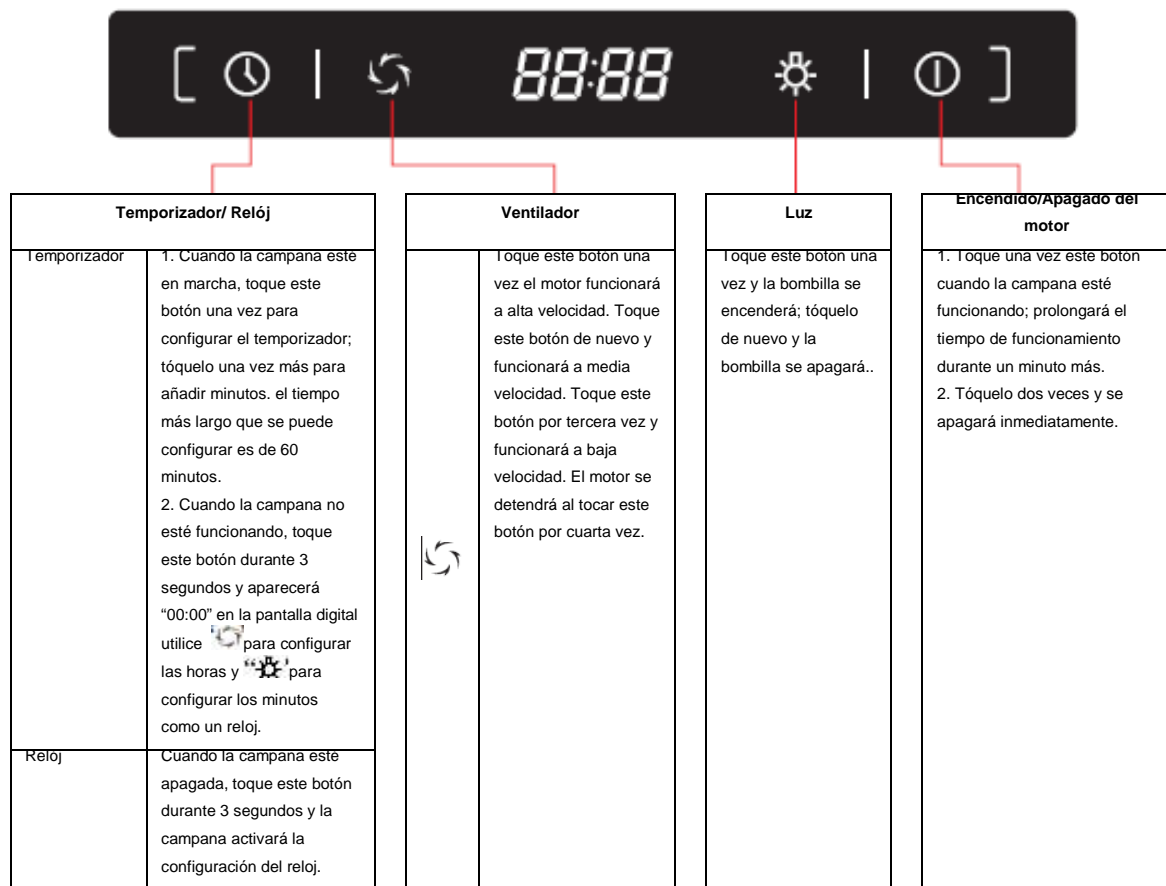 88:88
Temporizador/ Relój
Temporizador
1. Cuando la campana esté
en marcha, toque este
botón una vez para
configurar el temporizador;
tóquelo una vez más para
añadir minutos. el tiempo
más largo que se puede
configurar es de 60
minutos.
2. Cuando la campana no
esté funcionando, toque
este botón durante 3
segundos y aparecerá
“00:00” en la pantalla digital
utilice para configurar
las horas y “ ' para
configurar los minutos
como un reloj.
Relój
Cuando la campana esté
apagada, toque este botón
durante 3 segundos y la
campana activará la
configuración del reloj.
Ventilador
Toque este botón una
vez el motor funcionará
a alta velocidad. Toque
este botón de nuevo y
funcionará a media
velocidad. Toque este
botón por tercera vez y
funcionará a baja
velocidad. El motor se
detendrá al tocar este
botón por cuarta vez.
Luz
Toque este botón una
vez y la bombilla se
encenderá; tóquelo
de nuevo y la
bombilla se apagará..
Encendido/Apagado del
motor
1. Toque una vez este botón
cuando la campana esté
funcionando; prolongará el
tiempo de funcionamiento
durante un minuto más.
2. Tóquelo dos veces y se
apagará inmediatamente.